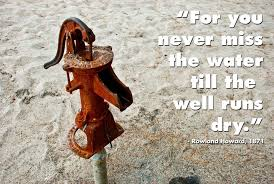 “For you
never miss
the water
till the
well runs
dry.”
- Rowland Howard, 1871